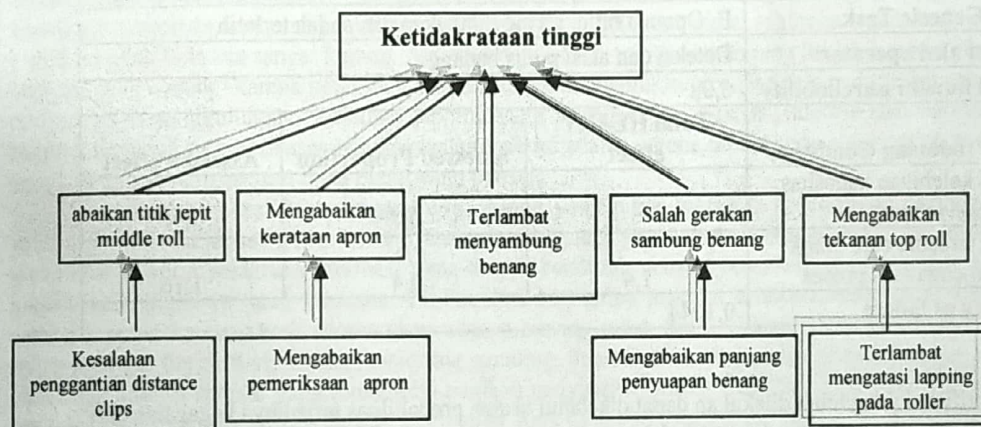 Ketidakrataan tinggi
abaikan titik jepit
middle roll
Mengabaikan
kerataan apron
Terlambat
menyambung
benang
Salah gerakan
sambung benang
Mengabaikan
tekanan top roll
Kesalahan
penggantian distance
clips
Mengabaikan
pemeriksaan apron
Mengabaikan panjang
penyuapan benang
Terlambat
mengatasi lapping
pada roller